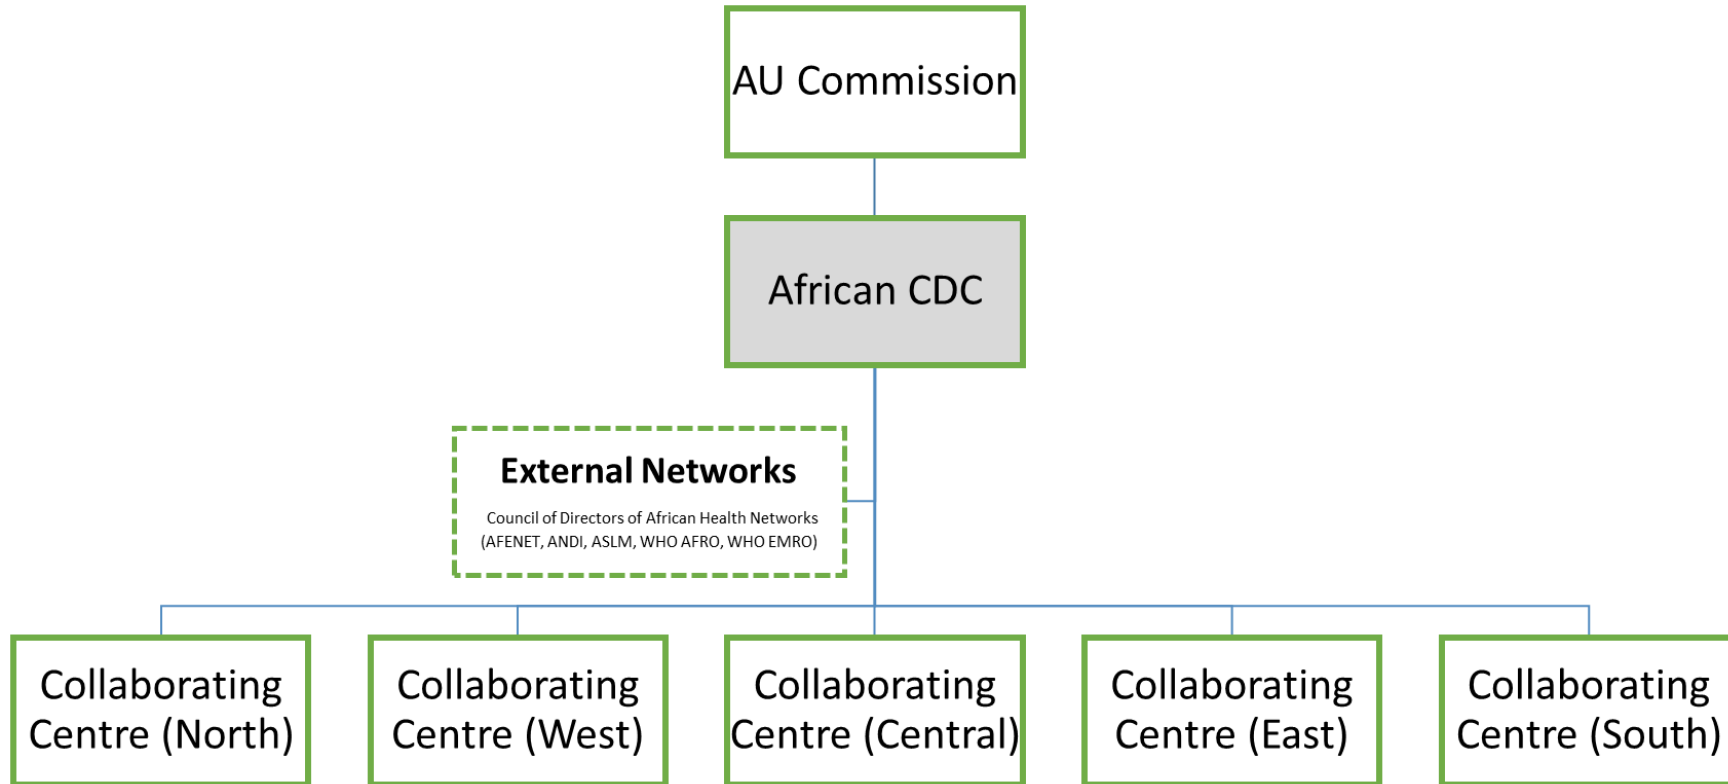 AU Commission
African CDC
External Networks
Council of Directors of African Health Networks
(AFENET, ANDI, ASLM, WHO AFRO, WHO EMRO)
Collaborating
Centre (North)
Collaborating
Centre (West)
Collaborating
Centre (Central)
Collaborating
Centre (East)
Collaborating
Centre (South)